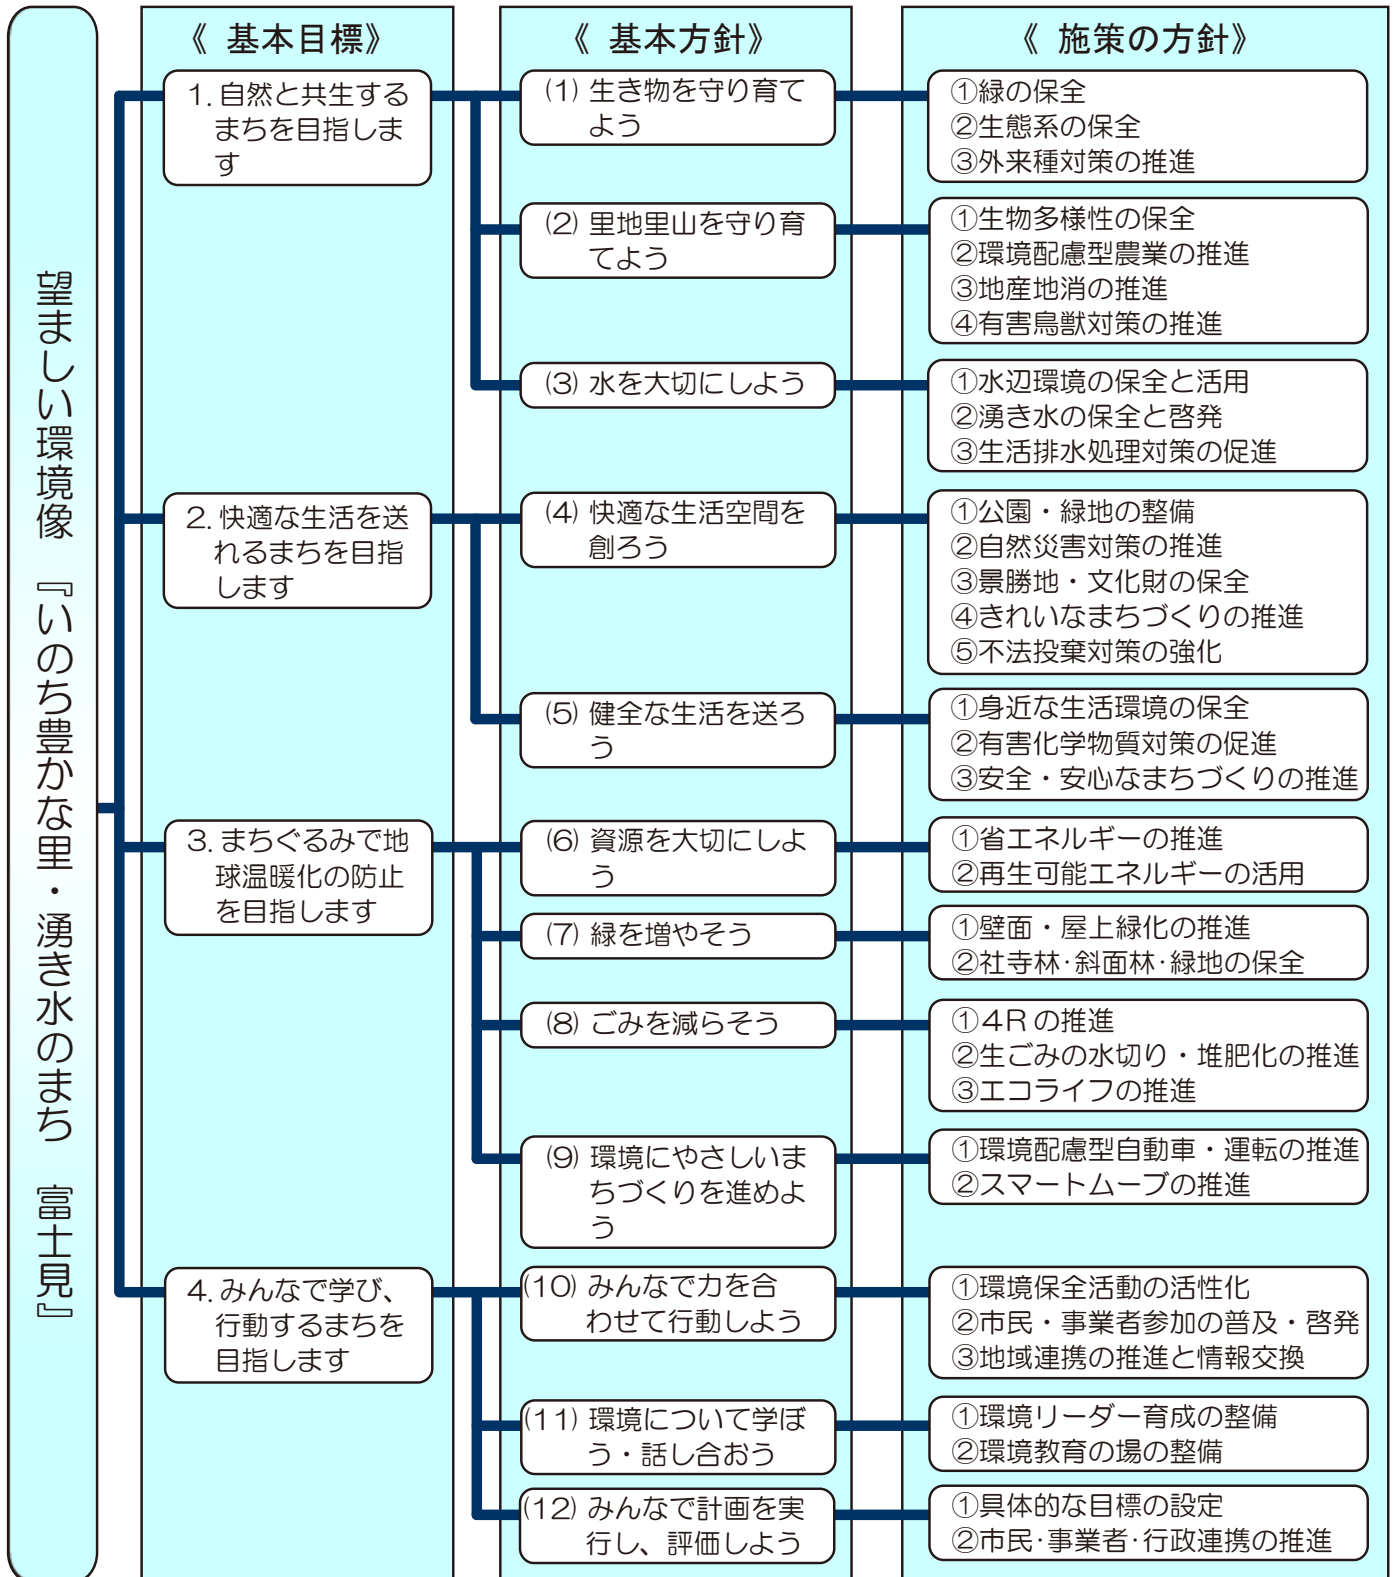 望ましい環境像　『いのち豊かな里・湧き水のまち　富士見』
《 基本目標》
1. 自然と共生する
まちを目指しま
す
2. 快適な生活を送
れるまちを目指
します
3. まちぐるみで地
球温暖化の防止
を目指します
4. みんなで学び、
行動するまちを
目指します
《 基本方針》
(1) 生き物を守り育て
よう
(2) 里地里山を守り育
てよう
(3) 水を大切にしよう
(4) 快適な生活空間を
創ろう
(5) 健全な生活を送ろ
う
(6) 資源を大切にしよ
う
(7) 緑を増やそう
(8) ごみを減らそう
(9) 環境にやさしいま
ちづくりを進めよ
う
(10) みんなで力を合
わせて行動しよう
(11) 環境について学ぼ
う・話し合おう
(12) みんなで計画を実
行し、評価しよう
《 施策の方針》
①緑の保全
②生態系の保全
③外来種対策の推進
①生物多様性の保全
②環境配慮型農業の推進
③地産地消の推進
④有害鳥獣対策の推進
①水辺環境の保全と活用
②湧き水の保全と啓発
③生活排水処理対策の促進
①公園・緑地の整備
②自然災害対策の推進
③景勝地・文化財の保全
④きれいなまちづくりの推進
⑤不法投棄対策の強化
①身近な生活環境の保全
②有害化学物質対策の促進
③安全・安心なまちづくりの推進
①省エネルギーの推進
②再生可能エネルギーの活用
①壁面・屋上緑化の推進
②社寺林・斜面林・緑地の保全
①4Rの推進
②生ごみの水切り・堆肥化の推進
③エコライフの推進
①環境配慮型自動車・運転の推進
②スマートムーブの推進
①環境保全活動の活性化
②市民・事業者参加の普及・啓発
③地域連携の推進と情報交換
①環境リーダー育成の整備
②環境教育の場の整備
①具体的な目標の設定
②市民・事業者・行政連携の推進